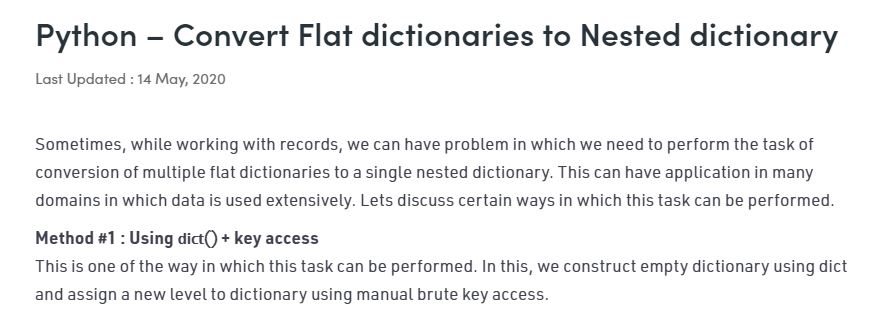 Python – Convert Flat dictionaries to Nested dictionary
Last Updated : 14 May, 2020
Sometimes, while working with records, we can have problem in which we need to perform the task of
conversion of multiple flat dictionaries to a single nested dictionary. This can have application in many
domains in which data is used extensively. Lets discuss certain ways in which this task can be performed.
Method #1 : Using dict() + key access
This is one of the way in which this task can be performed. In this, we construct empty dictionary using dict
and assign a new level to dictionary using manual brute key access.